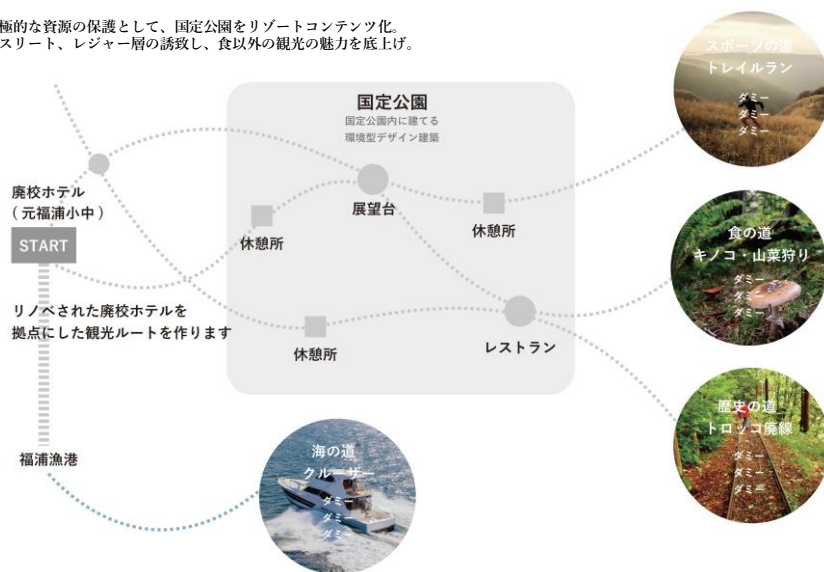 極的な資源の保護として、国定公園をリゾートコンテンツ化。
スリート、レジャー層の誘致し、食以外の観光の魅力を底上げ。
国定公園
国定公園内に建てる
環境型デザイン建築
スポーツの道
トレイルラン
ダミー
ダミー
ダミー
廃校ホテル
(元福浦小中)
START
展望台
休憩所
休憩所
食の道
キノコ・山菜狩り
ダミー
ダミー
ダミー
リノベされた廃校ホテルを
拠点にした観光ルートを作ります
休憩所
レストラン
歴史の道
トロッコ廃線
ダミー
ダミー
ダミー
福浦漁港
海の道
クルーザー
ダミー
ダミー
ダミー